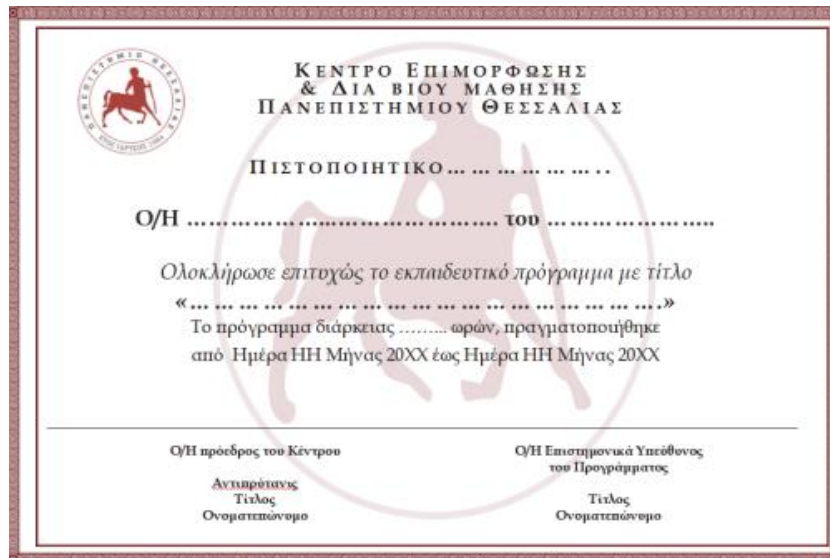 ΠΑΝΕΠΙΣΤΗΜΙΟ ΘΕΣΣΑΛΙΑΣ
ΚΕΝΤΡΟ ΕΠΙΜΟΡΦΩΣΗΣ
& ΔΙΑ ΒΙΟΥ ΜΑΘΗΣΗΣ
ΠΑΝΕΠΙΣΤΗΜΙΟΥ ΘΕΣΣΑΛΙΑΣ
ΠΙΣΤΟΠΟΙΗΤΙΚΟ... ... ... ... ... ... . .
Ο/Η ……………………………………. του …………………..
Ολοκλήρωσε επιτυχώς το εκπαιδευτικό πρόγραμμα με τίτλο
«... ... ... ... ... ... ... ... ... ... ... ... ... ... ... ... ... ... ... ....»
Το πρόγραμμα διάρκειας ……... ωρών, πραγματοποιήθηκε
από Ημέρα ΗΗ Μήνας 20ΧΧ έως Ημέρα ΗΗ Μήνας 20ΧΧ
Ο/Η πρόεδρος του Κέντρου
Αντιπρύτανις
Τίτλος
Ονοματεπώνυμο
Ο/Η Επιστημονικά Υπεύθυνος
του Προγράμματος
Τίτλος
Ονοματεπώνυμο